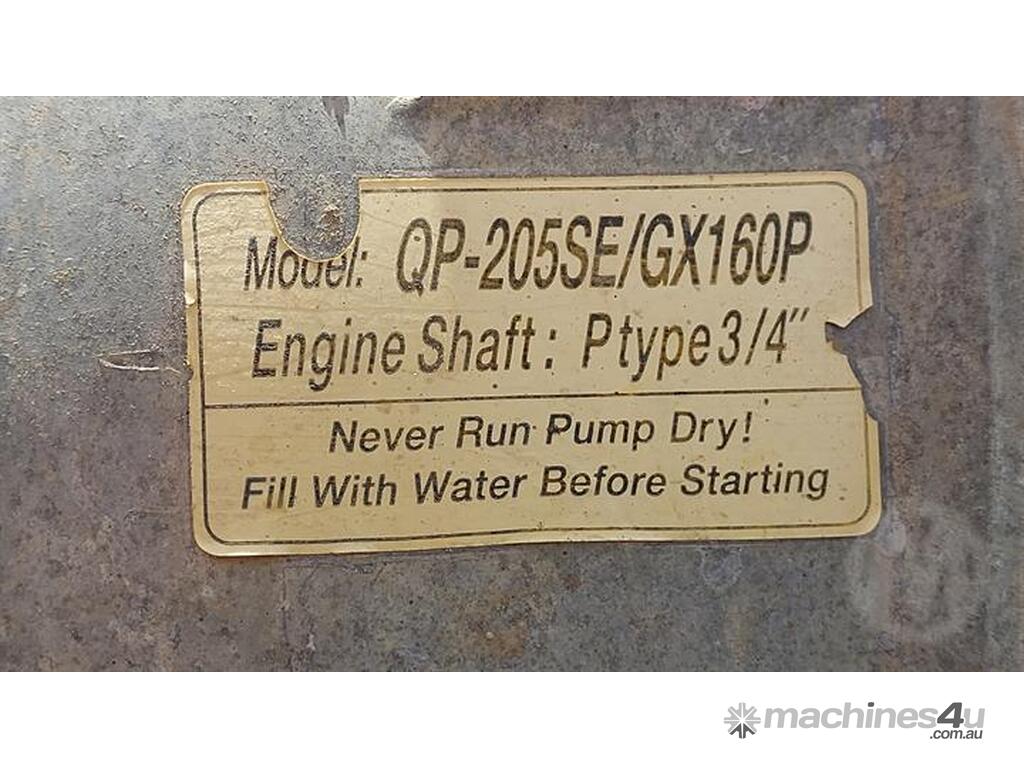 Model: QP-205SE/GX160P
Engine Shaft: P type 3/4"
Never Run Pump Dry!
Fill With Water Before Starting
machines4u
.com.au